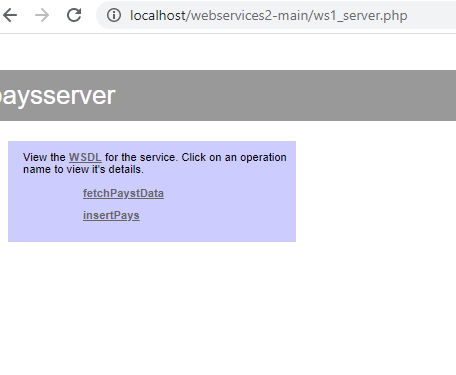 localhost/webservices2-main/ws1_server.php
paysserver
View the WSDL for the service. Click on an operation
name to view it's details.
fetchPaystData
insertPays